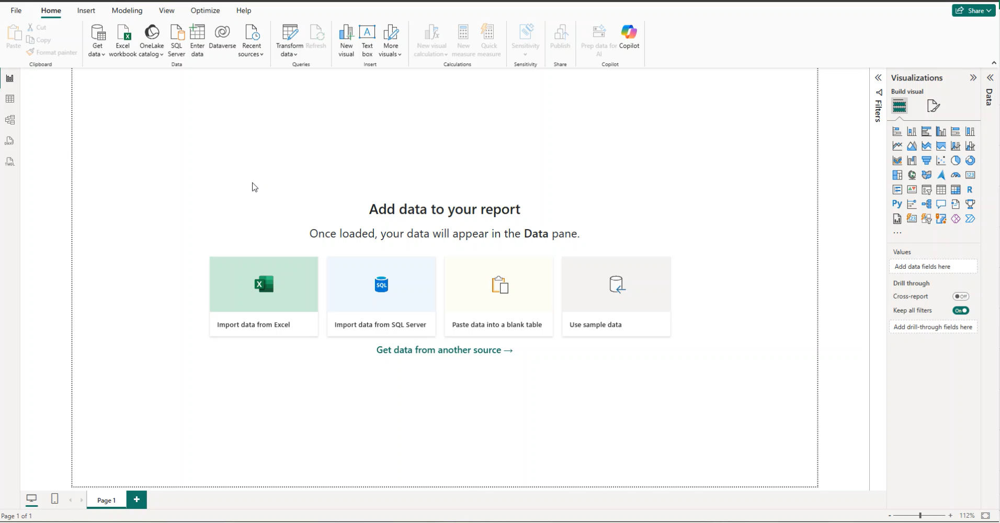 File Home Insert Modeling View Optimize Help Share
Paste
Cut
Copy
Format painter
Clipboard
Get data
Excel workbook
OneLake catalog
SQL Server
Enter data
Dataverse
Recent sources
Data
Transform data
Refresh
Queries
New visual
Text box
More visuals
Insert
New visual calculation
New measure
Quick measure
Calculations
Sensitivity
Sensitivity
Publish
Share
Prep data for AI
Copilot
Copilot
DAX
TMDL
Add data to your report
Once loaded, your data will appear in the Data pane.
SQL
Import data from Excel
Import data from SQL Server
Paste data into a blank table
Use sample data
Get data from another source →
Filters
Visualizations
Build visual
123
R
Py
123
...
Values
Add data fields here
Drill through
Cross-report Off
Keep all filters On
Add drill-through fields here
Data
Page 1
+
Page 1 of 1
- + 112%